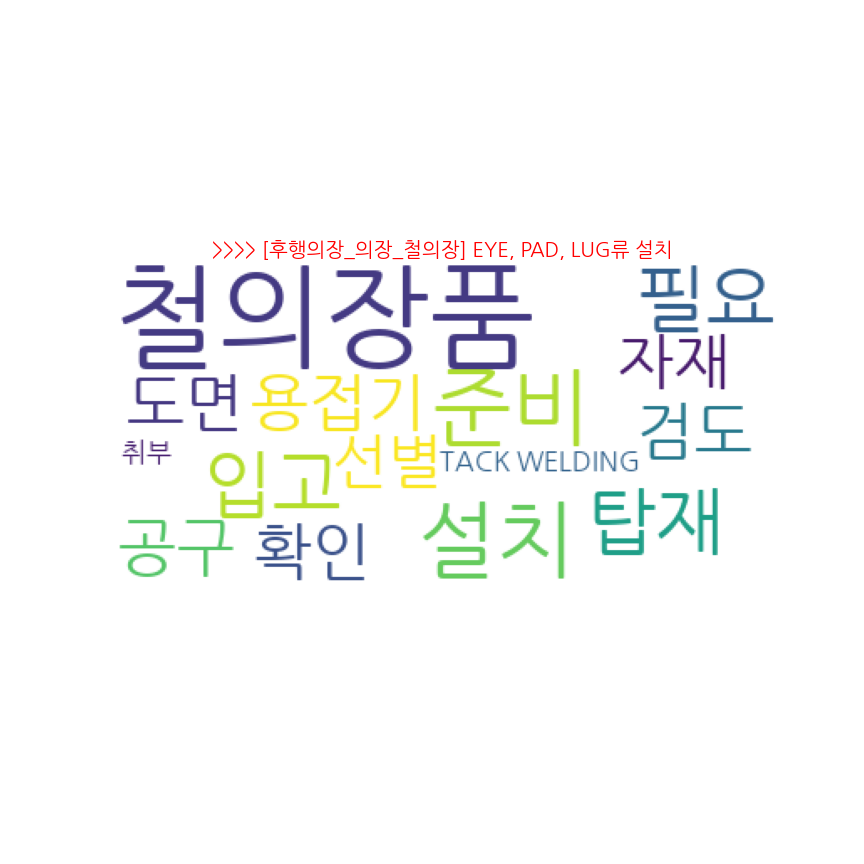 >>>> [후행의장_의장_철의장] EYE, PAD, LUG류 설치
철의장품 필요
자재
도면 용접기 준비 검도
취부 선별 TACK WELDING
입고 탑재
공구 확인 설치